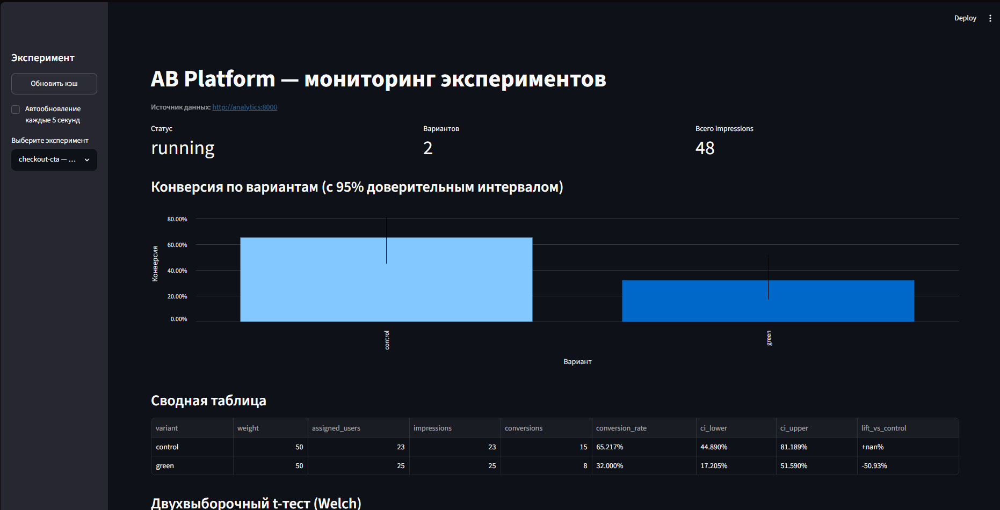 Deploy
Эксперимент
Обновить кэш
Автообновление
каждые 5 секунд
Выберите эксперимент
checkout-cta — ...
AB Platform — мониторинг экспериментов
Источник данных: http://analytics:8000
Статус
running
Вариантов
2
Всего impressions
48
Конверсия по вариантам (с 95% доверительным интервалом)
Конверсия
80.00%
60.00%
40.00%
20.00%
0.00%
control
green
Вариант
Сводная таблица
variant weight assigned_users impressions conversions conversion_rate ci_lower ci_upper lift_vs_control
control 50 23 23 15 65.217% 44.890% 81.189% +nan%
green 50 25 25 8 32.000% 17.205% 51.590% -50.93%
Двухвыборочный t-тест (Welch)